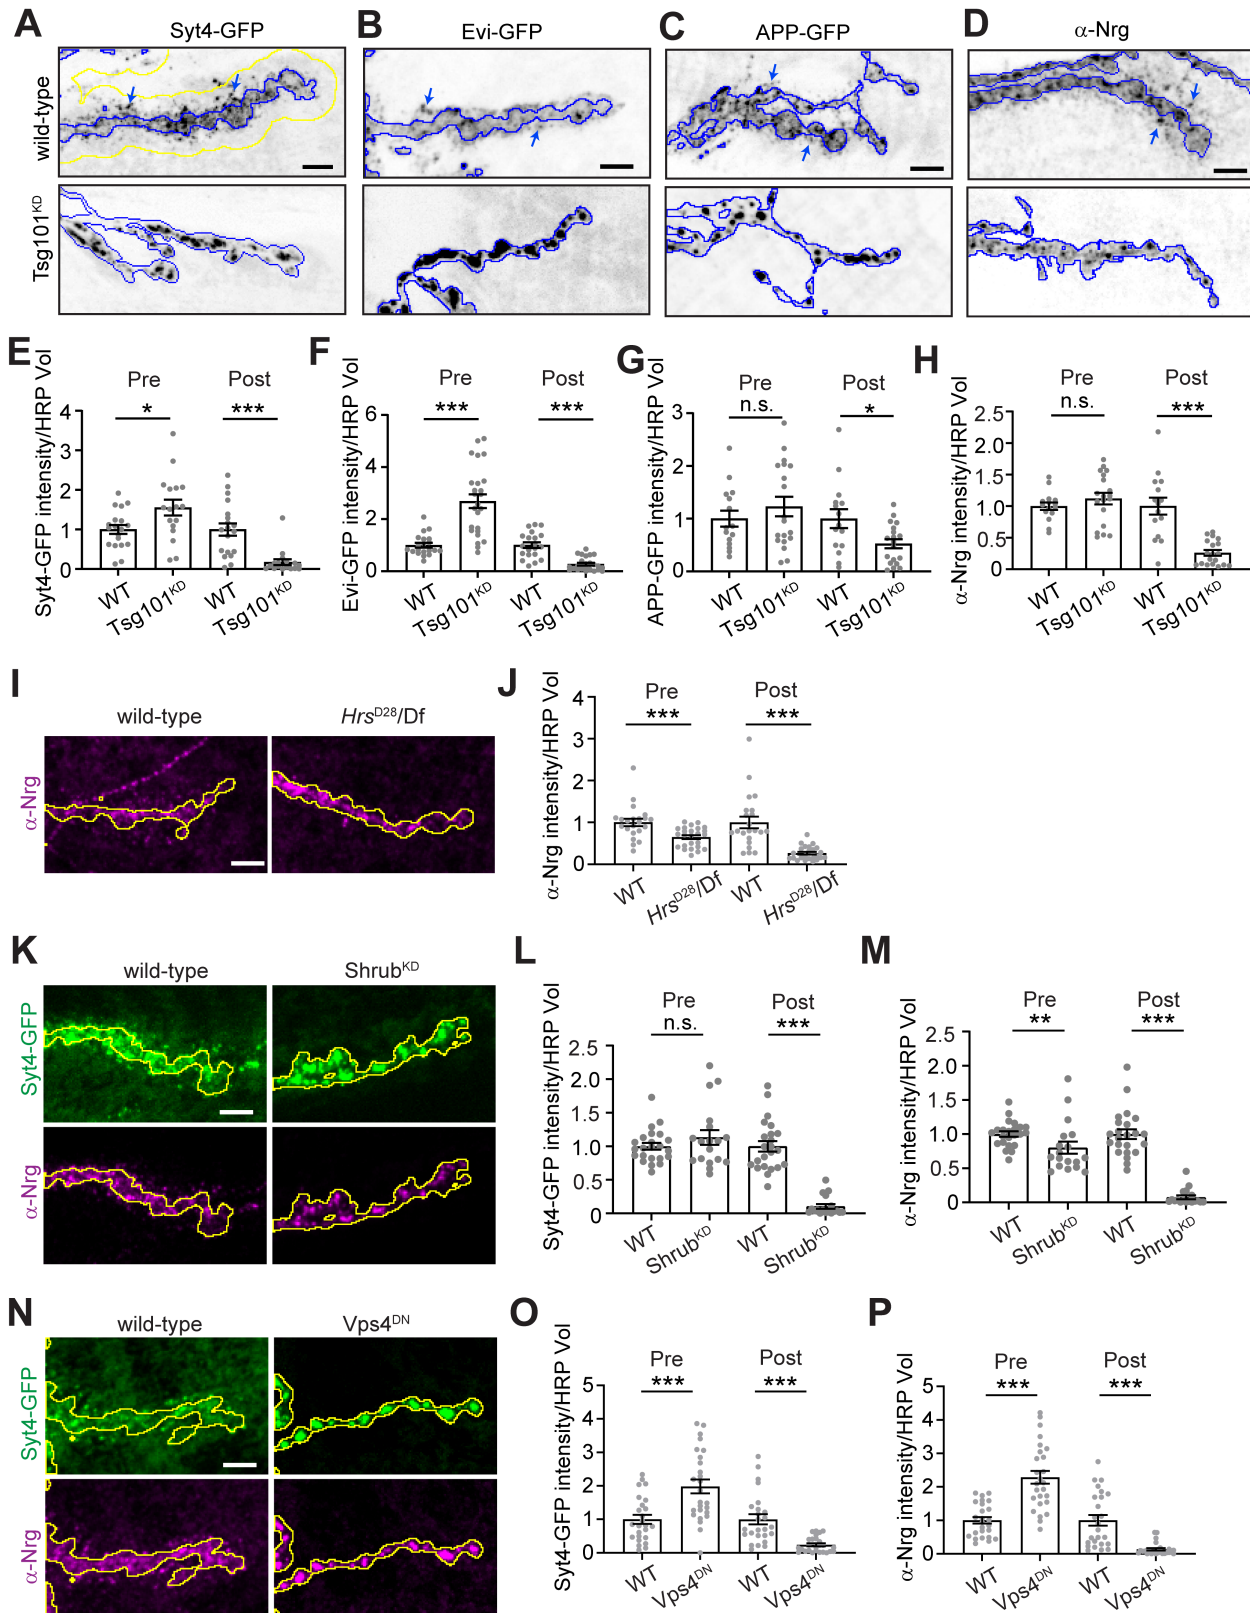 A Syt4-GFP
B Evi-GFP
C APP-GFP
D α-Nrg
wild-type
Tsg101KD
E
Syt4-GFP intensity/HRP Vol
Pre Post
* ***
4
3
2
1
0
WT Tsg101KD WT Tsg101KD
F
Evi-GFP intensity/HRP Vol
Pre Post
*** ***
6
4
2
0
WT Tsg101KD WT Tsg101KD
G
APP-GFP intensity/HRP Vol
Pre Post
n.s. *
3
2
1
0
WT Tsg101KD WT Tsg101KD
H
α-Nrg intensity/HRP Vol
Pre Post
n.s. ***
2.5
2.0
1.5
1.0
0.5
0
WT Tsg101KD WT Tsg101KD
I
wild-type HrsD28/Df
α-Nrg
J
α-Nrg intensity/HRP Vol
Pre Post
*** ***
4
3
2
1
0
WT HrsD28/Df WT HrsD28/Df
K
wild-type ShrubKD
Syt4-GFP
α-Nrg
L
Syt4-GFP intensity/HRP Vol
Pre Post
n.s. ***
2.5
2.0
1.5
1.0
0.5
0
WT ShrubKD WT ShrubKD
M
α-Nrg intensity/HRP Vol
Pre Post
** ***
2.5
2.0
1.5
1.0
0.5
0
WT ShrubKD WT ShrubKD
N
wild-type Vps4DN
Syt4-GFP
α-Nrg
O
Syt4-GFP intensity/HRP Vol
Pre Post
*** ***
5
4
3
2
1
0
WT Vps4DN WT Vps4DN
P
α-Nrg intensity/HRP Vol
Pre Post
*** ***
5
4
3
2
1
0
WT Vps4DN WT Vps4DN